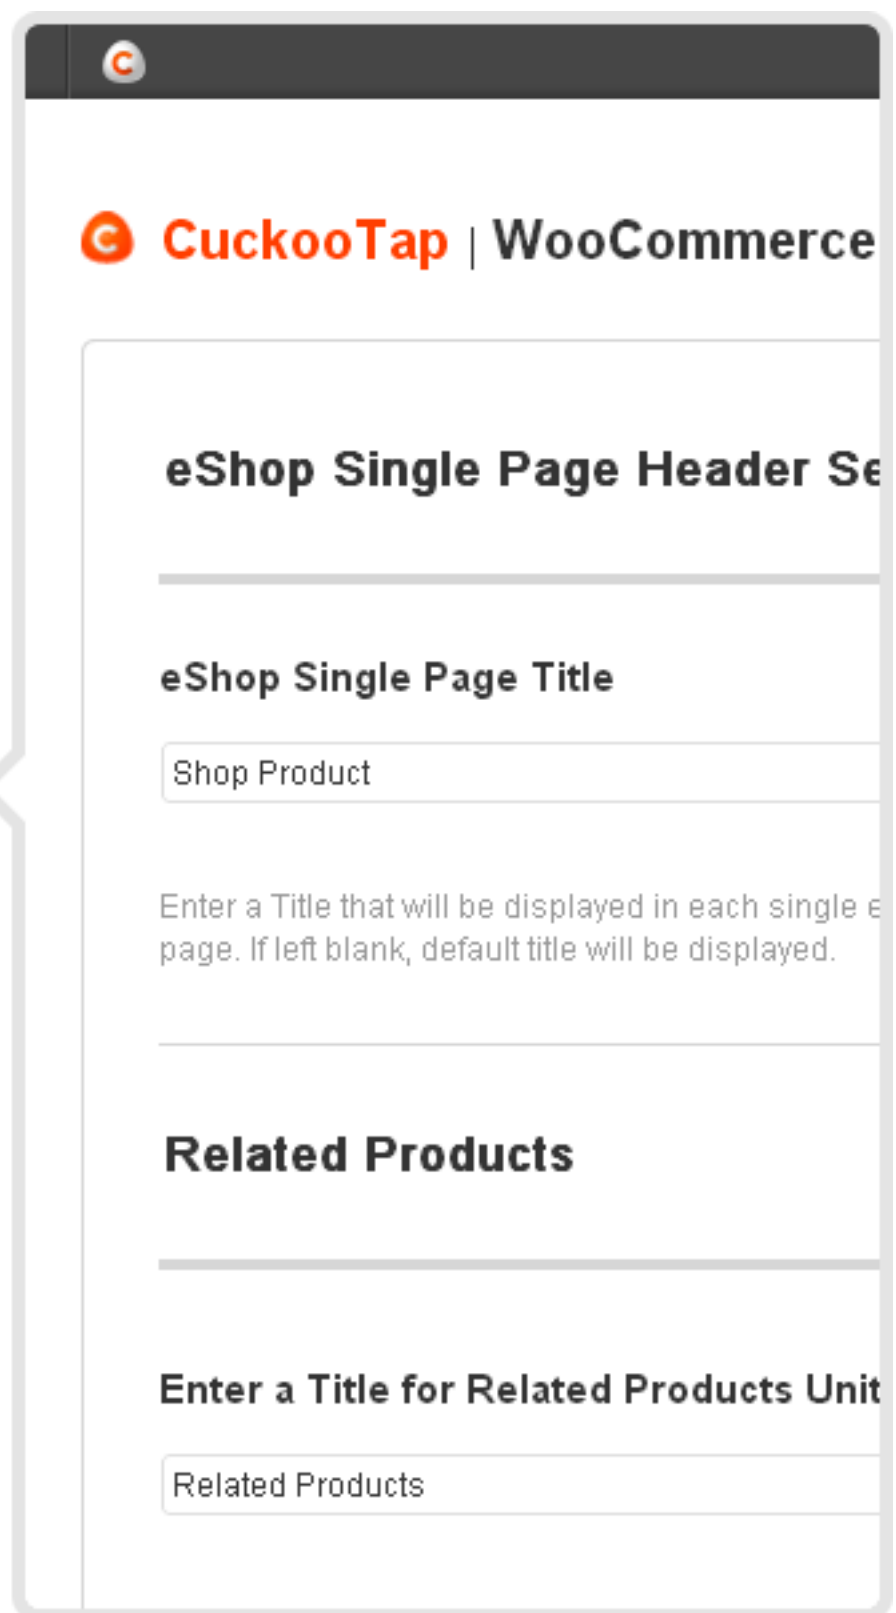 CuckooTap | WooCommerce
eShop Single Page Header
eShop Single Page Title
Shop Product
Enter a Title that will be displayed in each single
page. If left blank, default title will be displayed.
Related Products
Enter a Title for Related Products Unit
Related Products